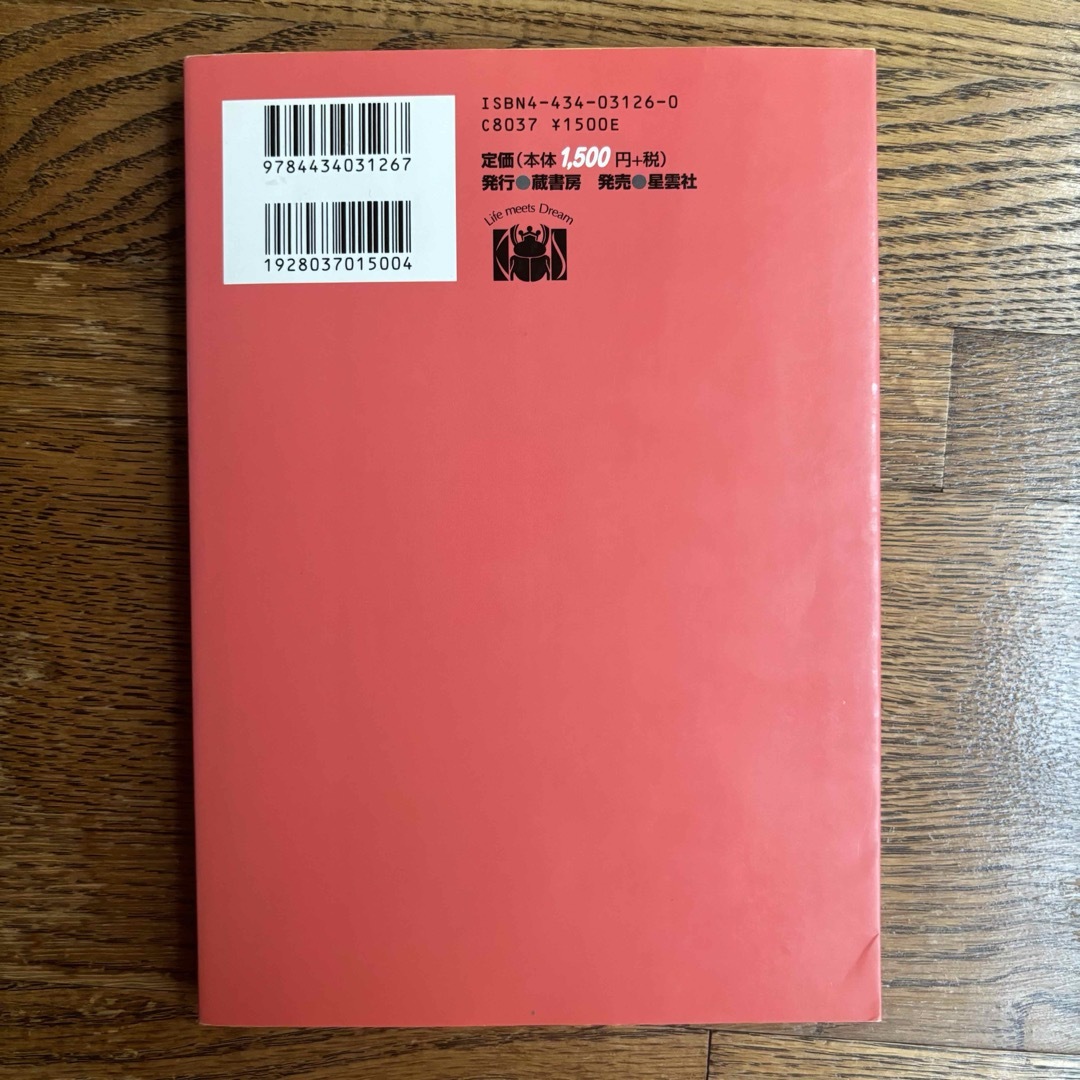 9784434031267
1928037015004
ISBN4-434-03126-0
C8037 ¥1500E
定価(本体1,500円+税)
発行●蔵書房 発売●星雲社
Life meets Dream